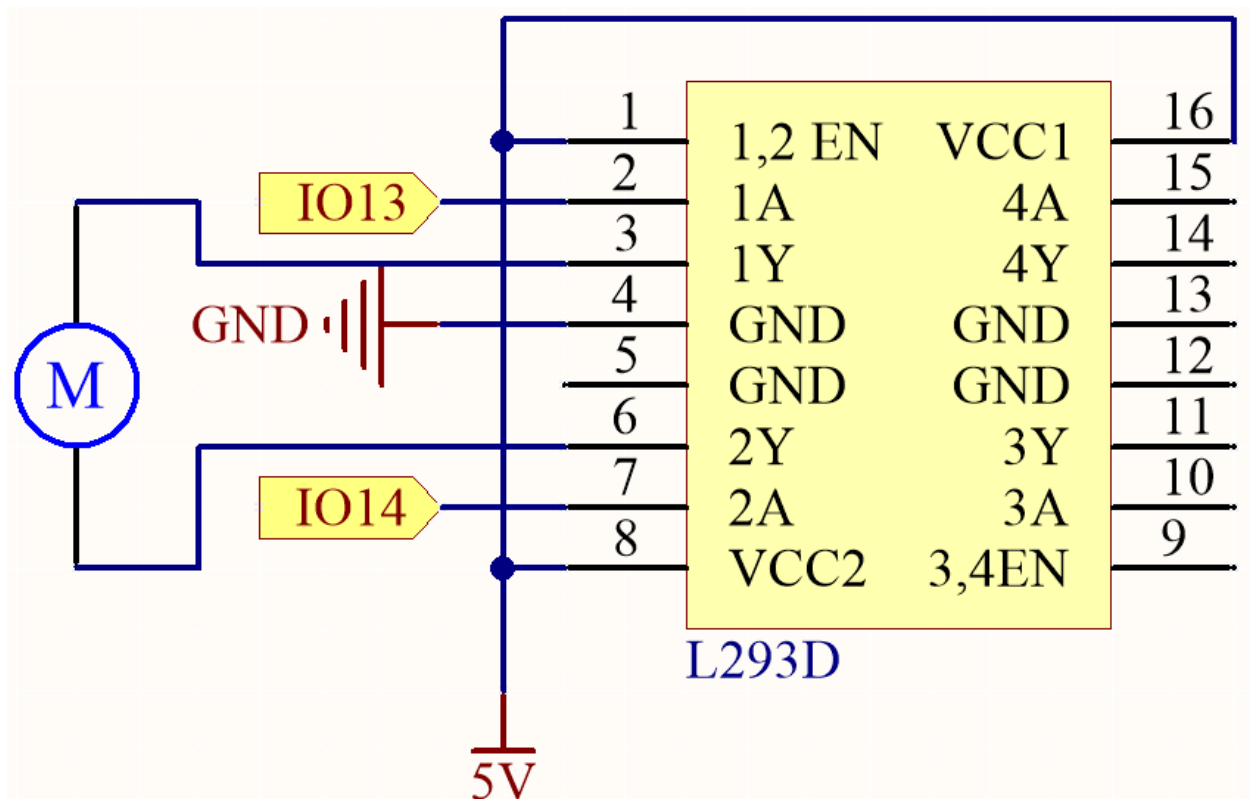 1
16
1,2 EN
VCC1
2
15
IO13
1A
4A
3
14
1Y
4Y
4
13
GND
GND
GND
5
12
GND
GND
M
6
11
2Y
3Y
7
10
IO14
2A
3A
8
9
VCC2
3,4EN
L293D
5V